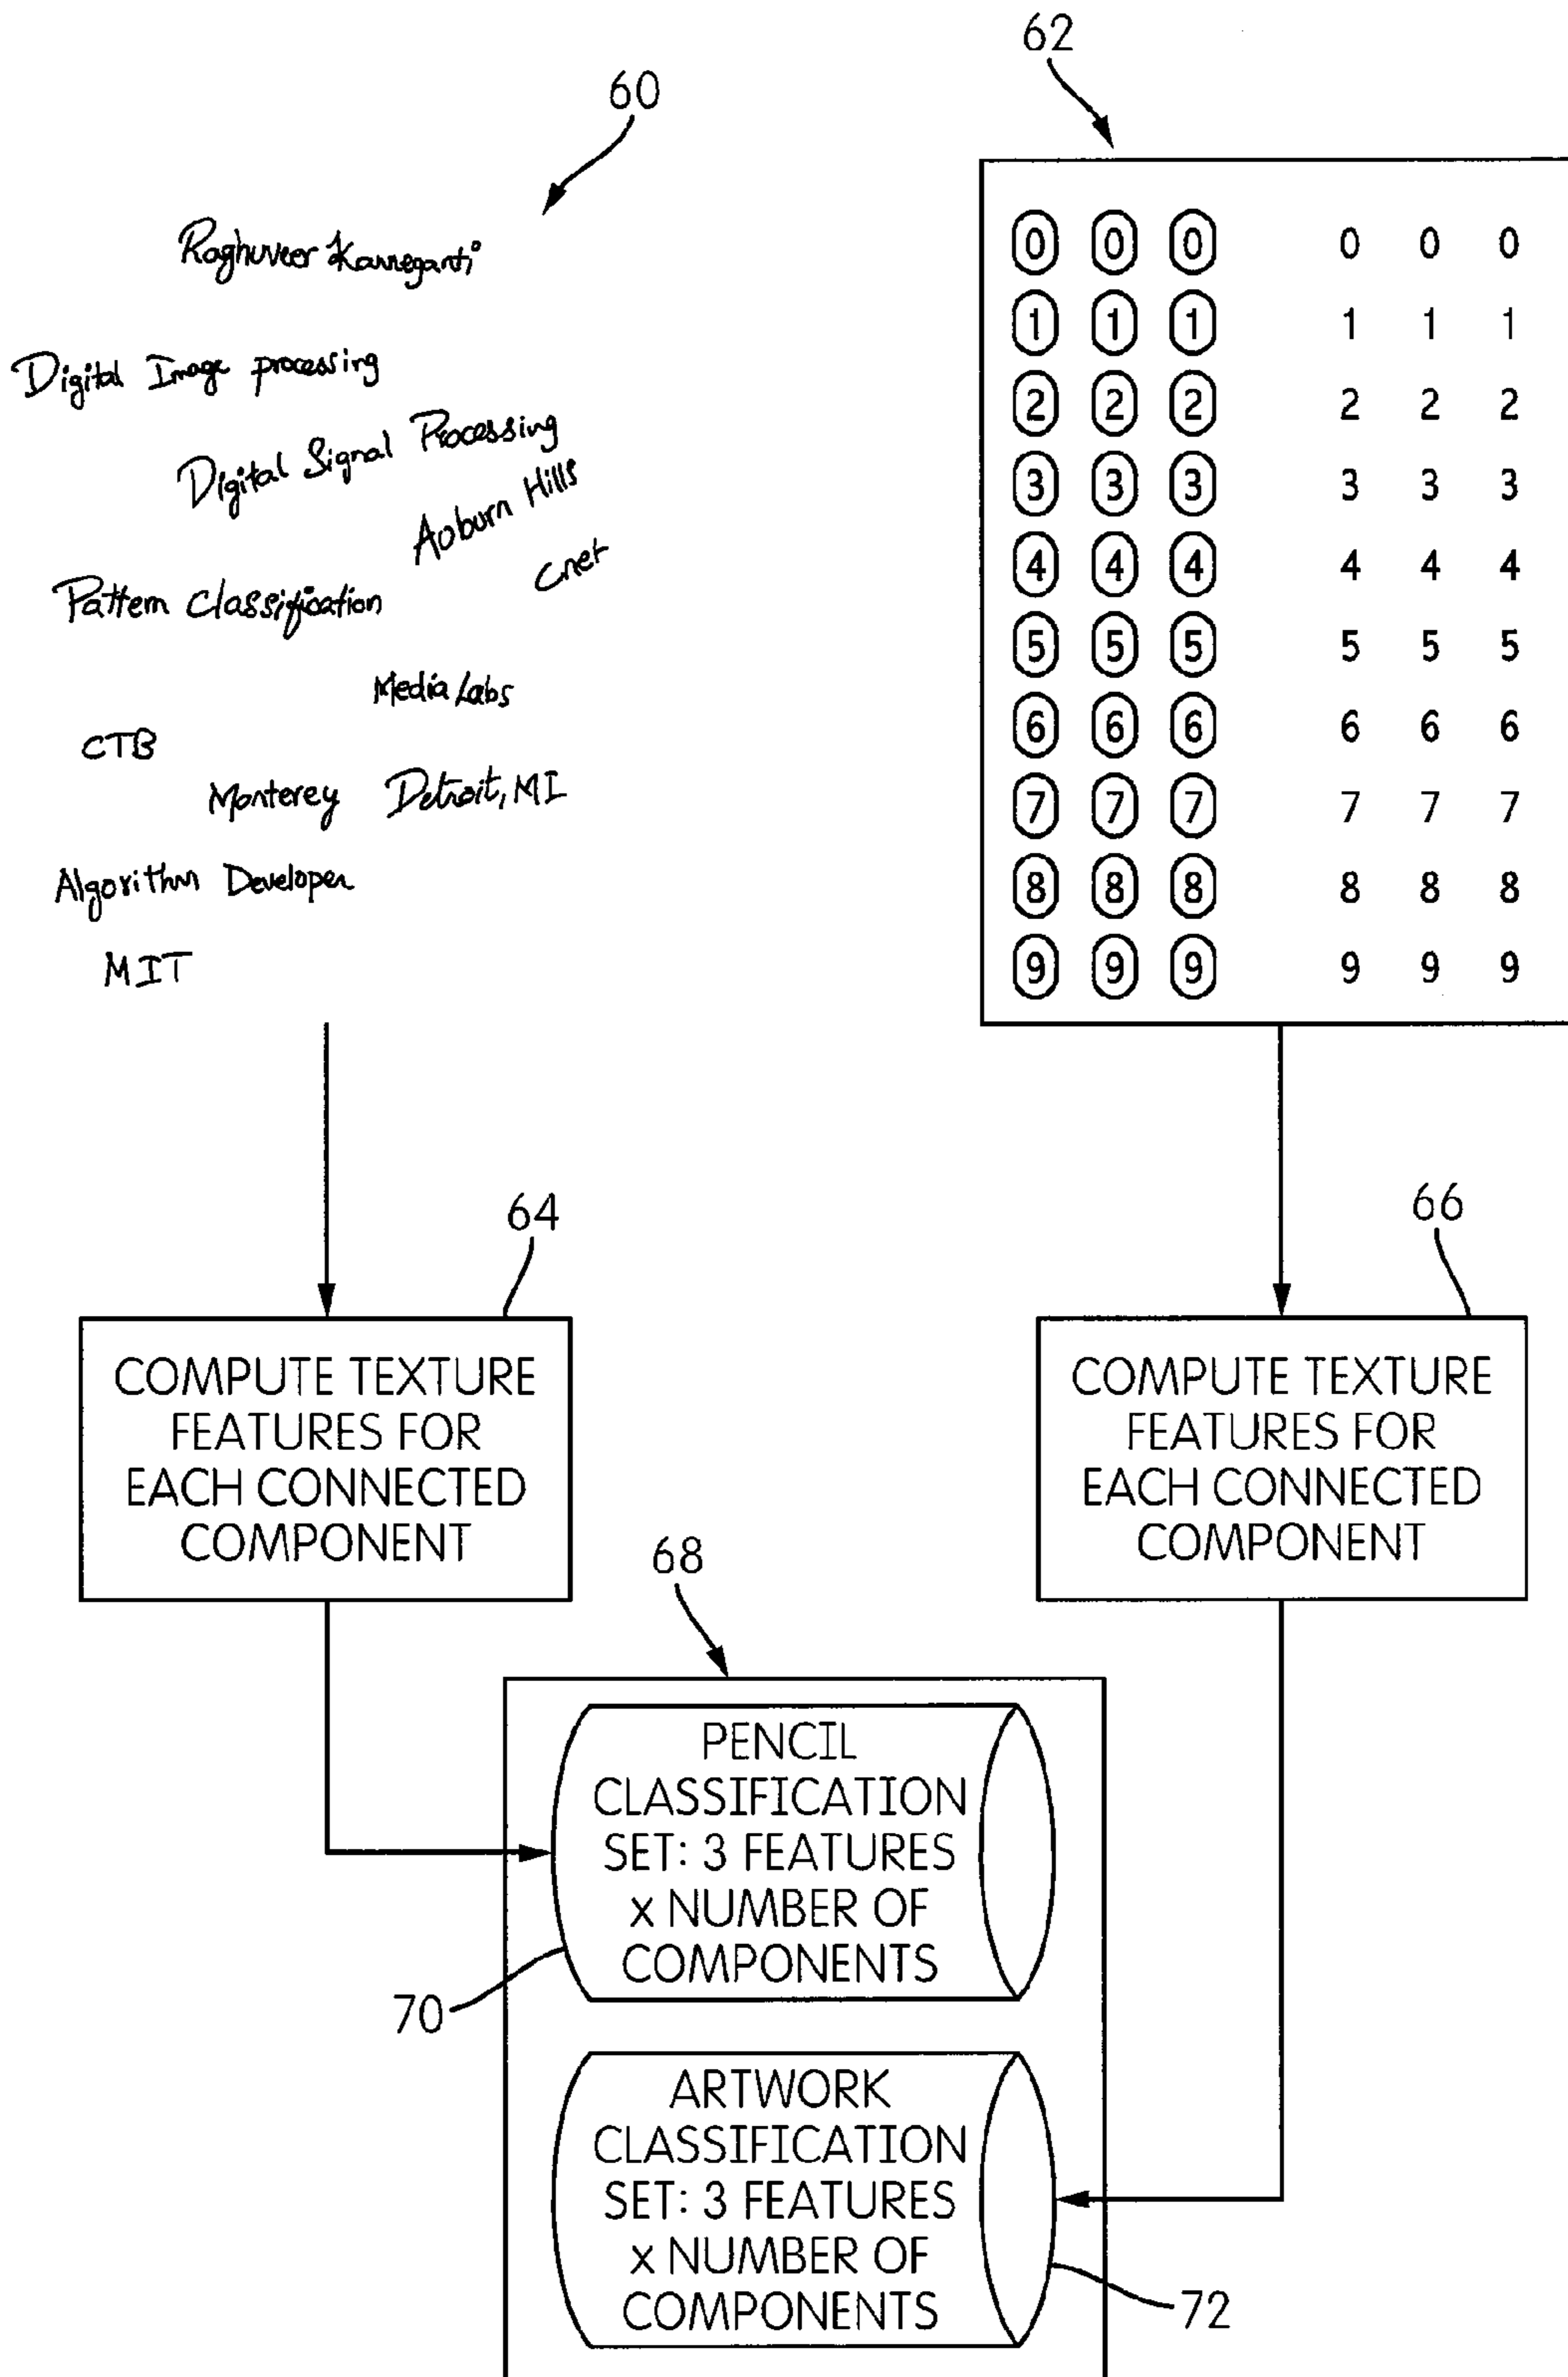 62
60
Raghuveer Kanneganti
0 0 0 0 0 0
1 1 1 1 1 1
Digital Image processing
2 2 2 2 2 2
Digital Signal Processing
3 3 3 3 3 3
Aoburn Hills
Cnet
4 4 4 4 4 4
Pattern Classification
5 5 5 5 5 5
Media Labs
6 6 6 6 6 6
CTB
Monterey Detroit, MI
7 7 7 7 7 7
Algorithm Developer
8 8 8 8 8 8
MIT
9 9 9 9 9 9
64
COMPUTE TEXTURE
FEATURES FOR
EACH CONNECTED
COMPONENT
66
COMPUTE TEXTURE
FEATURES FOR
EACH CONNECTED
COMPONENT
68
PENCIL
CLASSIFICATION
SET: 3 FEATURES
x NUMBER OF
COMPONENTS
70
ARTWORK
CLASSIFICATION
SET: 3 FEATURES
x NUMBER OF
COMPONENTS
72